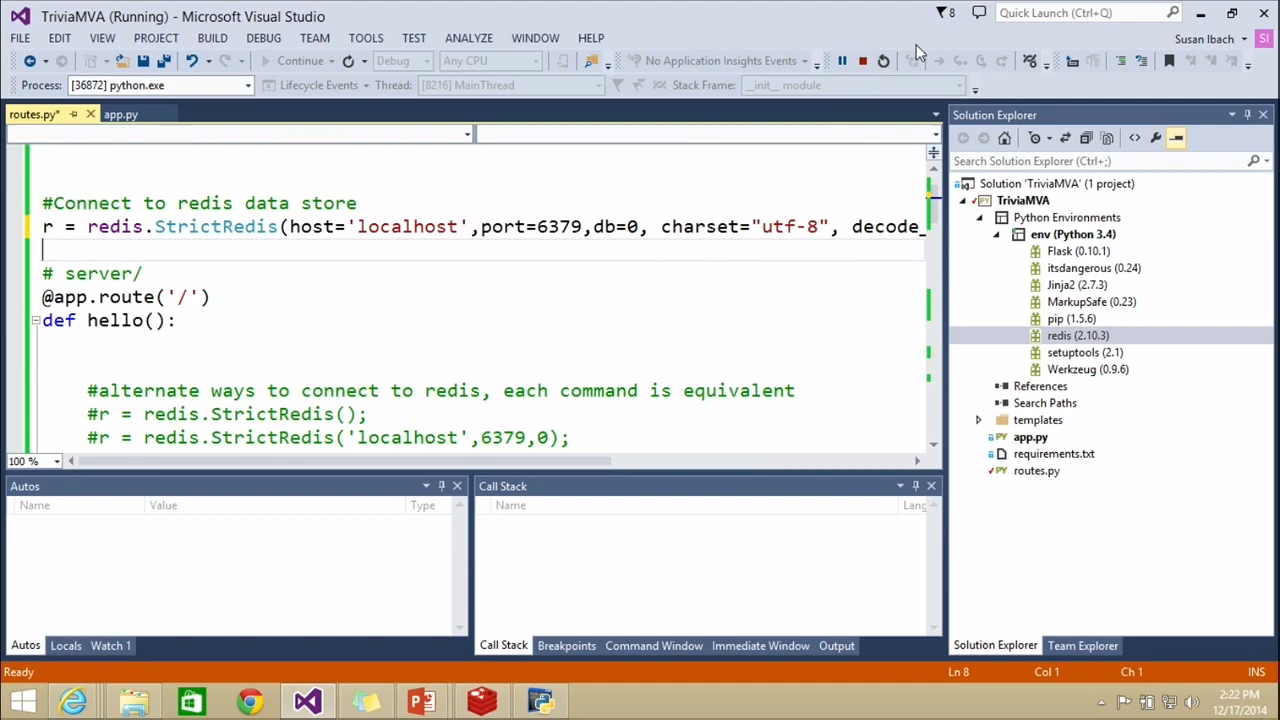 TriviaMVA (Running) - Microsoft Visual Studio
8
Quick Launch (Ctrl+Q)
FILE EDIT VIEW PROJECT BUILD DEBUG TEAM TOOLS TEST ANALYZE WINDOW HELP
Susan Ibach
SI
Continue
Debug
Any CPU
No Application Insights Events
Process: [36872] python.exe
Lifecycle Events
Thread: [8216] MainThread
Stack Frame: __init__ module
routes.py*
app.py
#Connect to redis data store
r = redis.StrictRedis(host='localhost',port=6379,db=0, charset="utf-8", decode_
# server/
@app.route('/')
def hello():
#alternate ways to connect to redis, each command is equivalent
#r = redis.StrictRedis();
#r = redis.StrictRedis('localhost',6379,0);
100 %
Solution Explorer
Search Solution Explorer (Ctrl+;)
Solution 'TriviaMVA' (1 project)
TriviaMVA
Python Environments
env (Python 3.4)
Flask (0.10.1)
itsdangerous (0.24)
Jinja2 (2.7.3)
MarkupSafe (0.23)
pip (1.5.6)
redis (2.10.3)
setuptools (2.1)
Werkzeug (0.9.6)
References
Search Paths
templates
app.py
requirements.txt
routes.py
Autos
Name Value Type
Call Stack
Name Lang
Autos Locals Watch 1
Call Stack Breakpoints Command Window Immediate Window Output
Solution Explorer Team Explorer
Ready
Ln 8 Col 1 Ch 1 INS
2:22 PM
12/17/2014